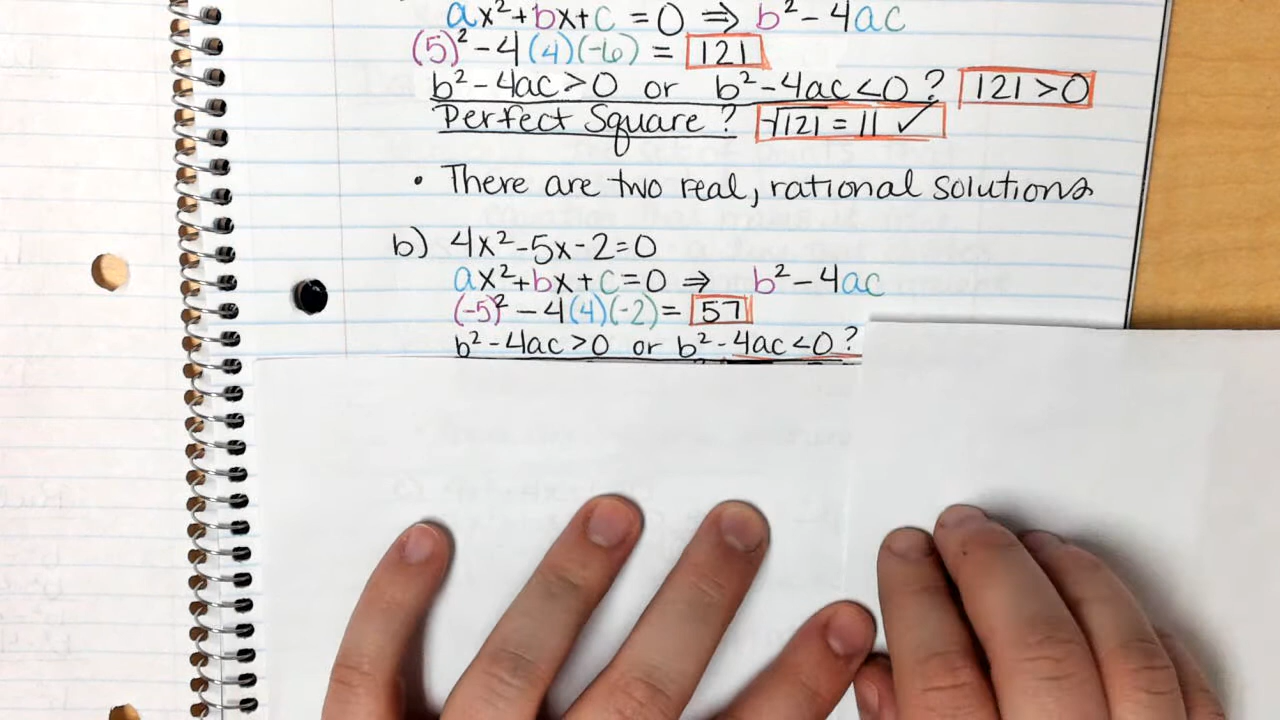 ax²+bx+c=0 ⇒ b²-4ac
(5)²-4(4)(-6) = 121
b²-4ac>0 or b²-4ac<0? 121>0
Perfect Square? √121 = 11 ✓
• There are two real, rational solutions
b) 4x²-5x-2=0
ax²+bx+c=0 ⇒ b²-4ac
(-5)²-4(4)(-2)= 57
b²-4ac>0 or b²-4ac<0?